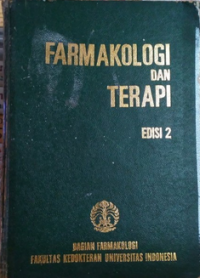 FARMAKOLOGI
DAN
TERAPI
EDISI 2
BAGIAN FARMAKOLOGI
FAKULTAS KEDOKTERAN UNIVERSITAS INDONESIA